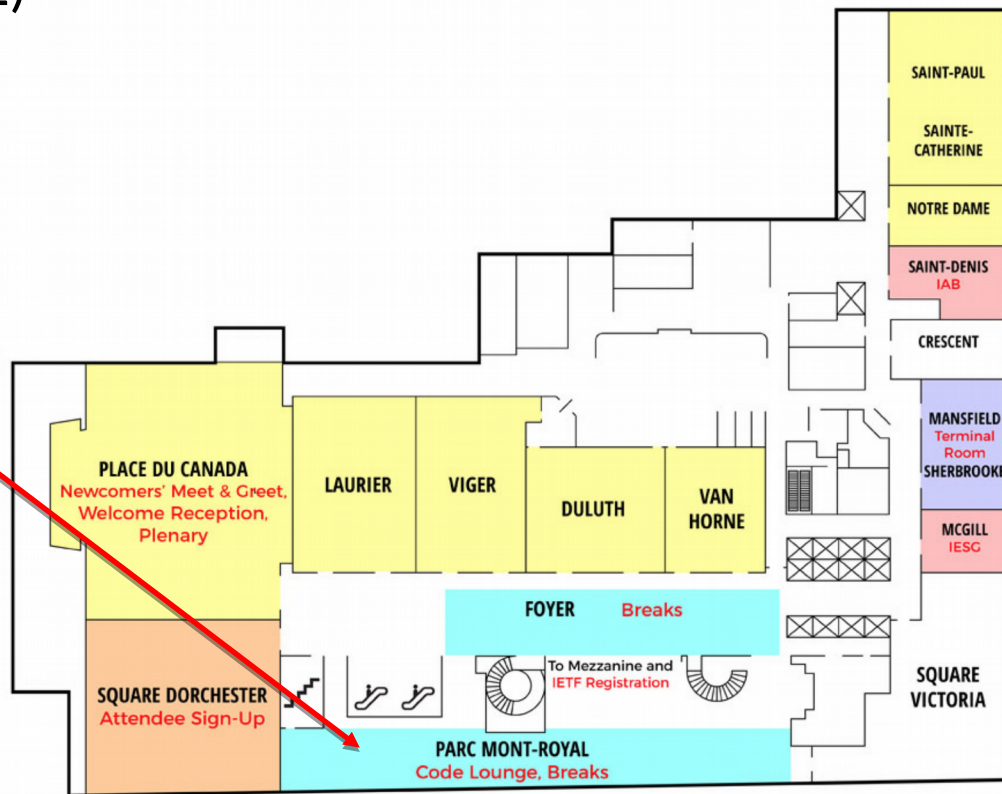 SAINT-PAUL
SAINTE-
CATHERINE
NOTRE DAME
SAINT-DENIS
IAB
CRESCENT
MANSFIELD
Terminal
Room
SHERBROOKE
MCGILL
IESG
PLACE DU CANADA
Newcomers' Meet & Greet,
Welcome Reception,
Plenary
LAURIER
VIGER
DULUTH
VAN
HORNE
FOYER Breaks
To Mezzanine and
IETF Registration
SQUARE
VICTORIA
SQUARE DORCHESTER
Attendee Sign-Up
PARC MONT-ROYAL
Code Lounge, Breaks